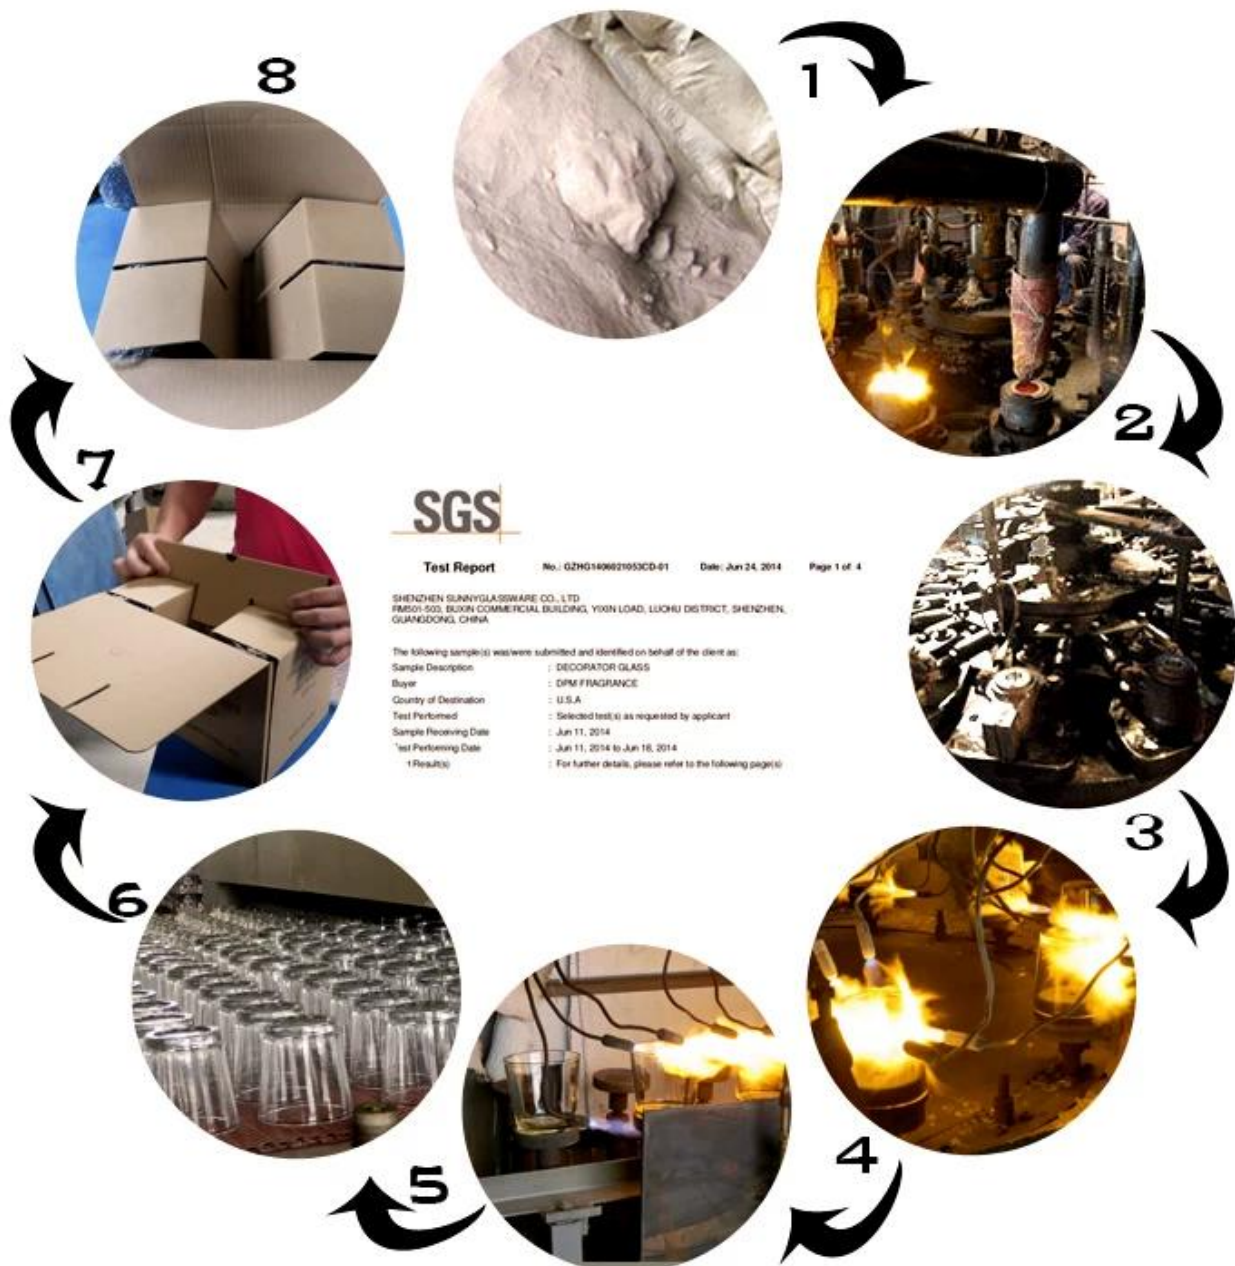 8
1
2
7
SGS
Test Report No.: GZHG1406021053CD-01 Date: Jun 24, 2014 Page 1 of 4
SHENZHEN SUNNYGLASSWARE CO., LTD
RM501-503, BUXIN COMMERCIAL BUILDING, YIXIN LOAD, LUOHU DISTRICT, SHENZHEN,
GUANGDONG, CHINA
The following sample(s) was/were submitted and identified on behalf of the client as:
Sample Description : DECORATOR GLASS
Buyer : DPM FRAGRANCE
Country of Destination : U.S.A
Test Performed : Selected test(s) as requested by applicant
Sample Receiving Date : Jun 11, 2014
Test Performing Date : Jun 11, 2014 to Jun 18, 2014
t Result(s) : For further details, please refer to the following page(s)
3
6
4
5